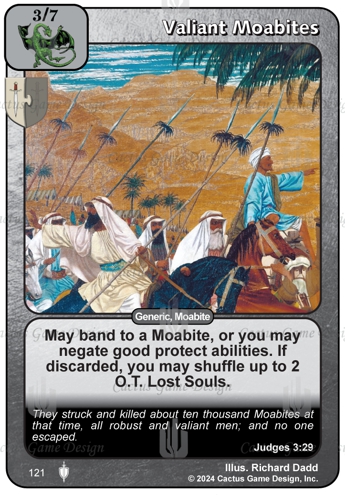 3/7
Valiant Moabites
Generic, Moabite
May band to a Moabite, or you may
negate good protect abilities. If
discarded, you may shuffle up to 2
O.T. Lost Souls.
They struck and killed about ten thousand Moabites at
that time, all robust and valiant men; and no one
escaped.
Judges 3:29
121
Illus. Richard Dadd
© 2024 Cactus Game Design, Inc.